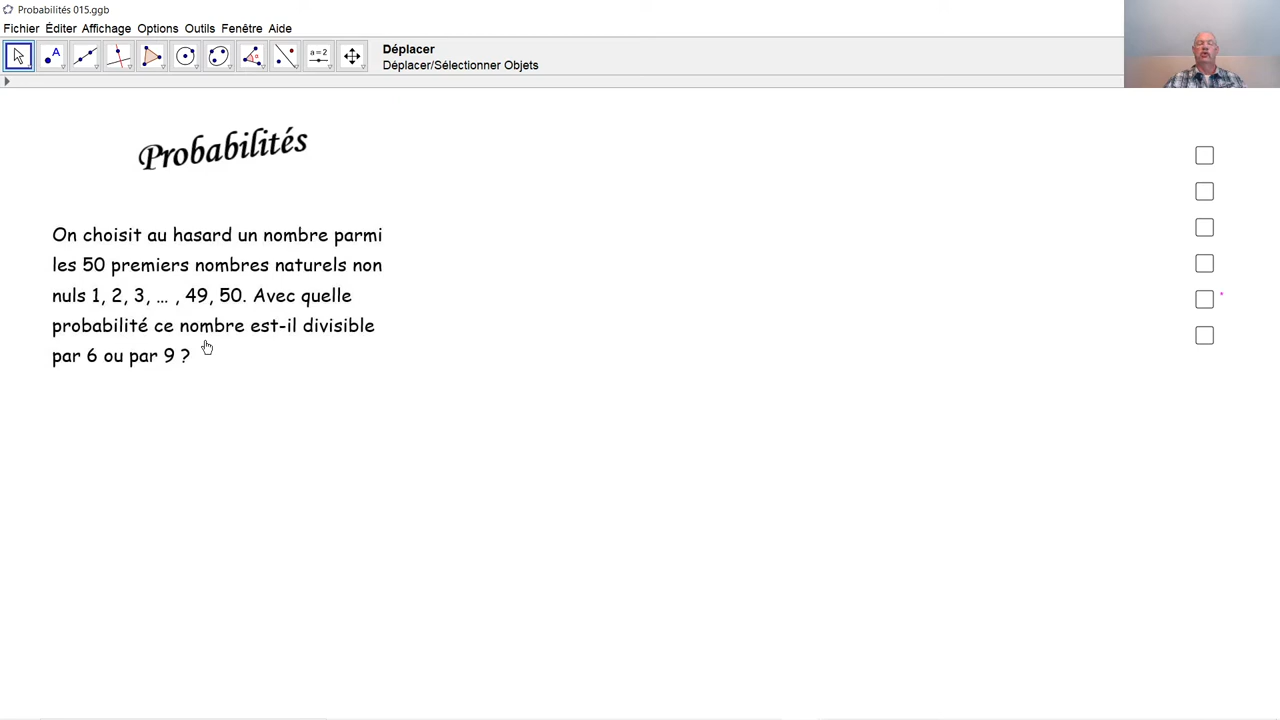 Probabilités 015.ggb
Fichier Éditer Affichage Options Outils Fenêtre Aide
A
a=2
Déplacer
Déplacer/Sélectionner Objets
Probabilités
On choisit au hasard un nombre parmi
les 50 premiers nombres naturels non
nuls 1, 2, 3, … , 49, 50. Avec quelle
probabilité ce nombre est-il divisible
par 6 ou par 9 ?